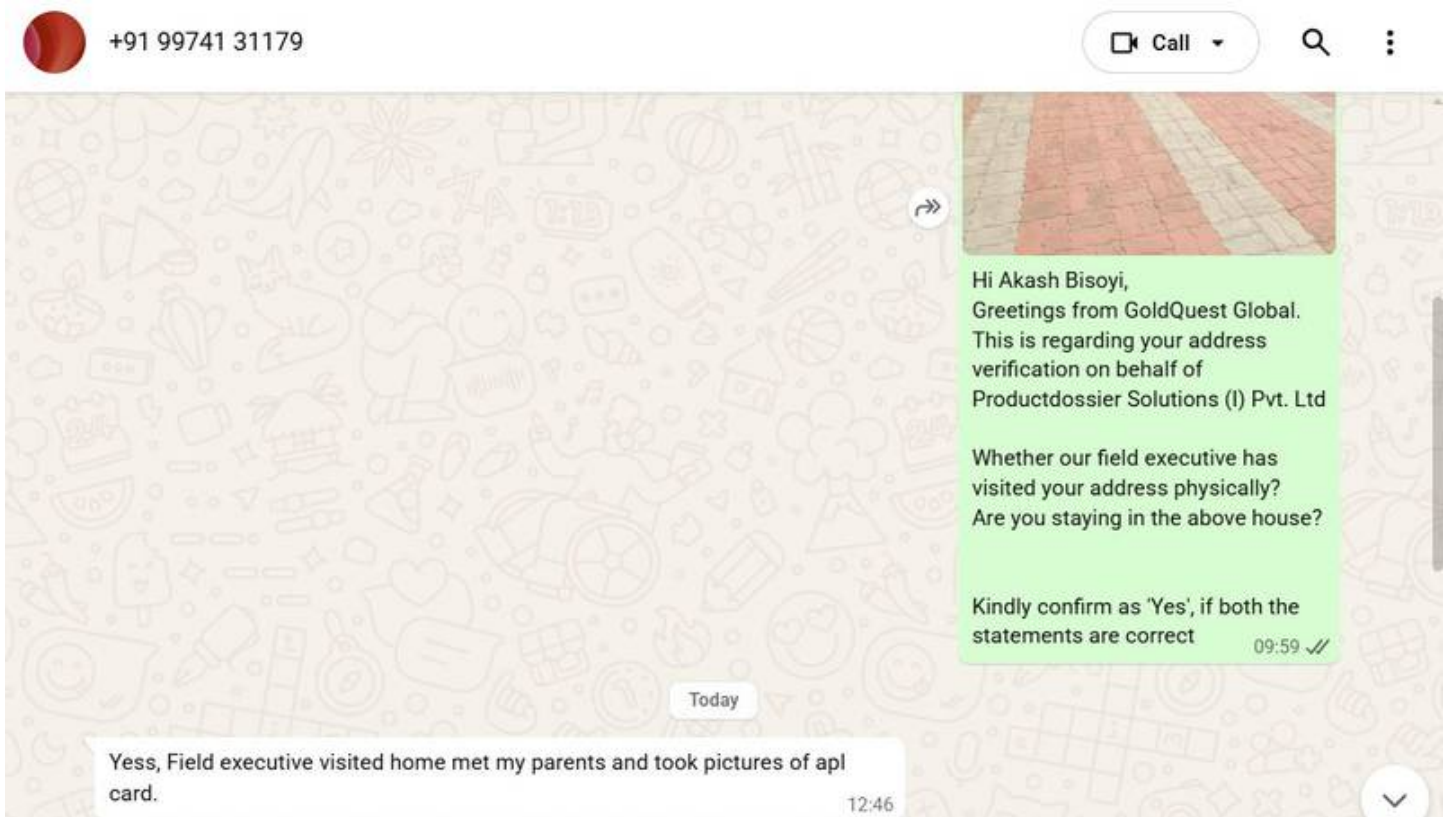 +91 99741 31179
Call
Hi Akash Bisoyi,
Greetings from GoldQuest Global.
This is regarding your address
verification on behalf of
Productdossier Solutions (I) Pvt. Ltd
Whether our field executive has
visited your address physically?
Are you staying in the above house?
Kindly confirm as 'Yes', if both the
statements are correct
09:59
Today
Yess, Field executive visited home met my parents and took pictures of apl
card.
12:46